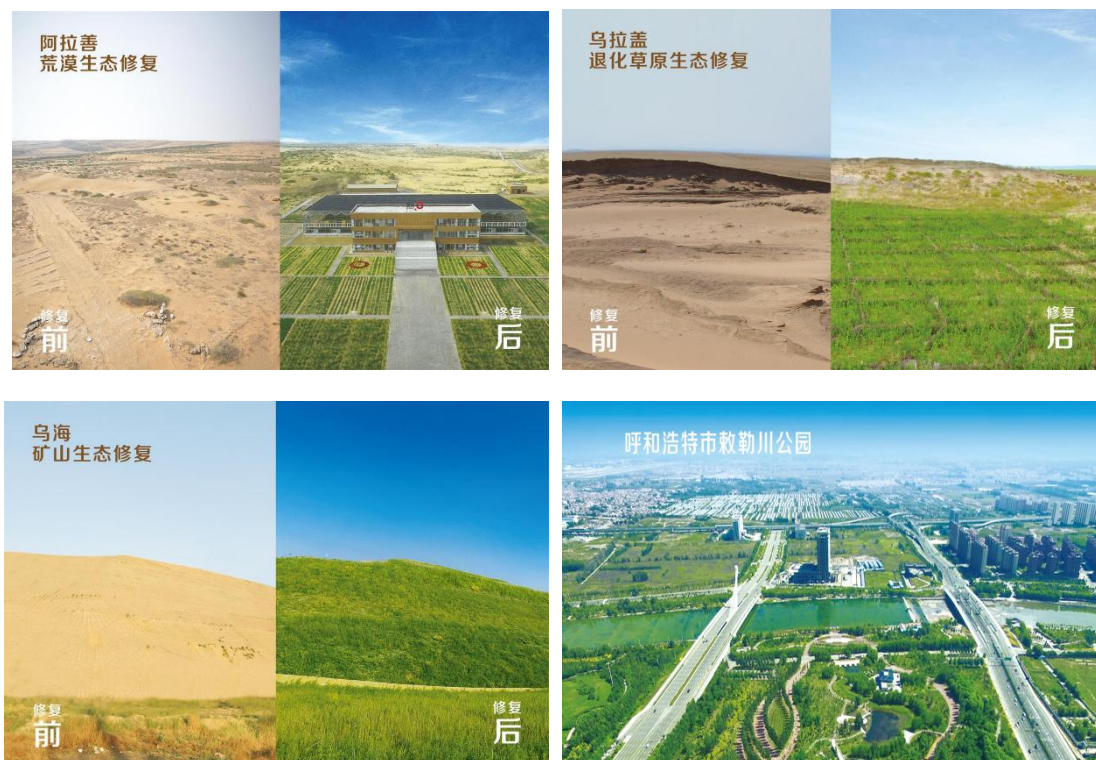 阿拉善
荒漠生态修复
修复
前
修复
后
乌拉盖
退化草原生态修复
修复
前
修复
后
乌海
矿山生态修复
修复
前
修复
后
呼和浩特市敕勒川公园